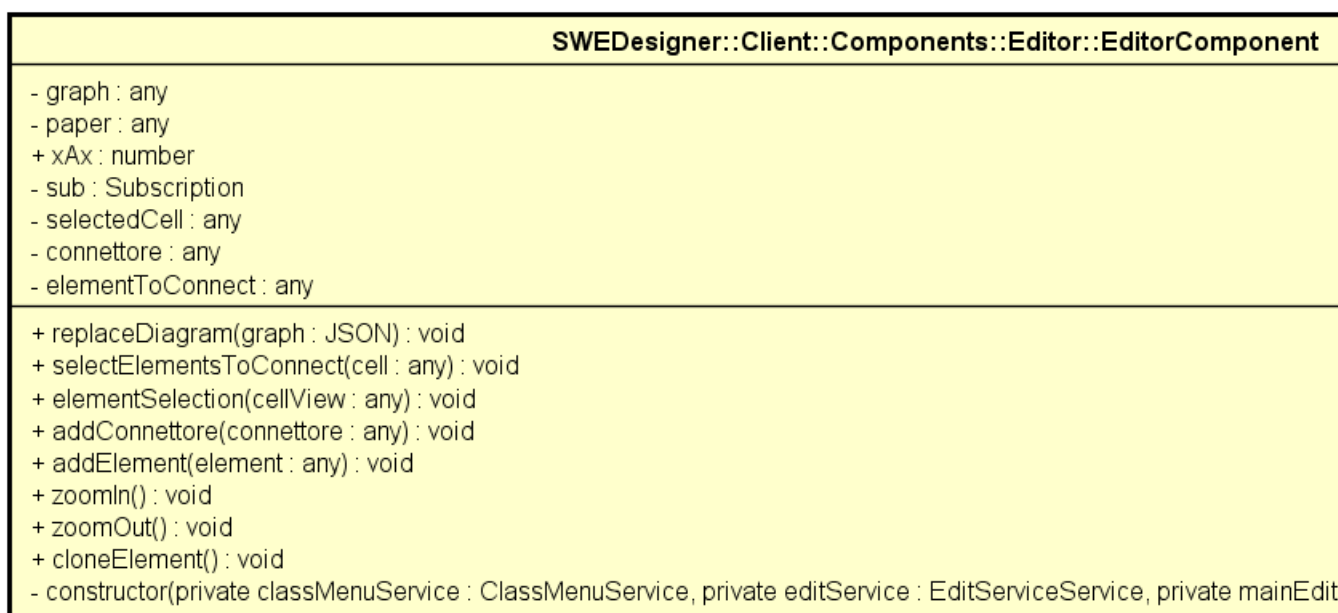 SWEDesigner::Client::Components::Editor::EditorComponent
- graph : any
- paper : any
+ xAx : number
- sub : Subscription
- selectedCell : any
- connettore : any
- elementToConnect : any
+ replaceDiagram(graph : JSON) : void
+ selectElementsToConnect(cell : any) : void
+ elementSelection(cellView : any) : void
+ addConnettore(connettore : any) : void
+ addElement(element : any) : void
+ zoomIn() : void
+ zoomOut() : void
+ cloneElement() : void
- constructor(private classMenuService : ClassMenuService, private editService : EditServiceService, private mainEdit